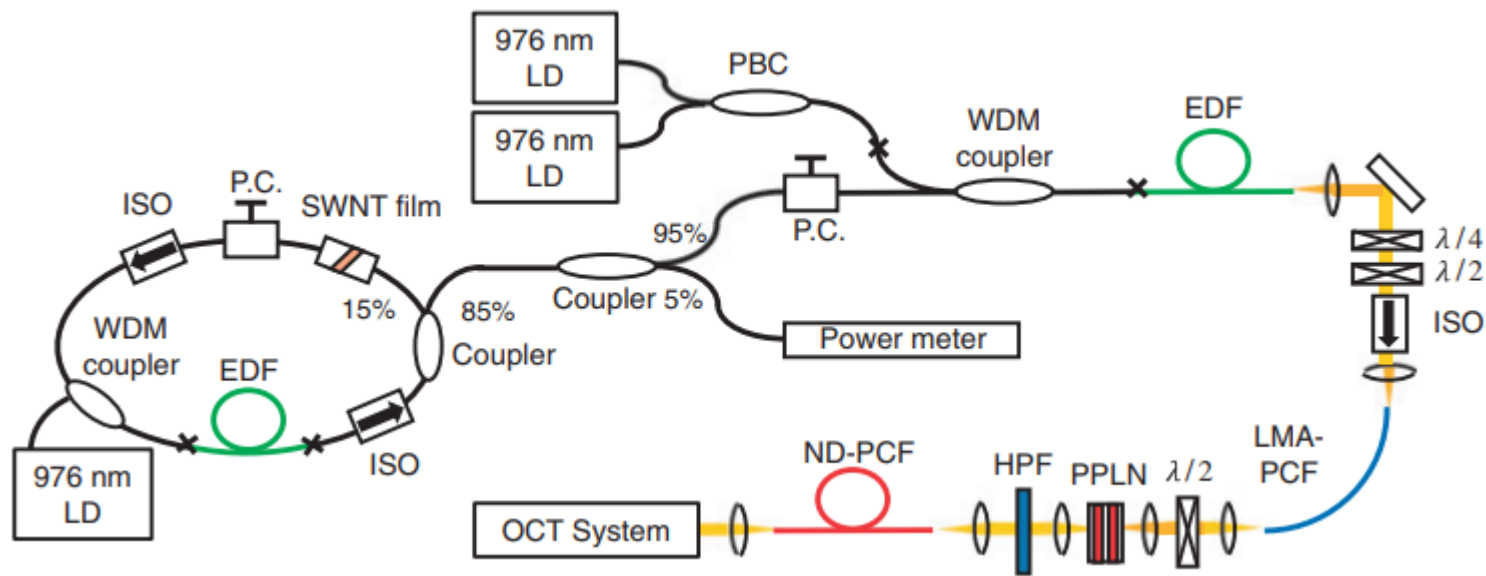 976 nm
LD
976 nm
LD
PBC
WDM
coupler
EDF
P.C.
ISO
P.C.
SWNT film
95%
λ/4
λ/2
ISO
15%
85%
Coupler 5%
WDM
coupler
Coupler
Power meter
EDF
ISO
976 nm
LD
LMA-
PCF
ND-PCF
HPF
PPLN
λ/2
OCT System